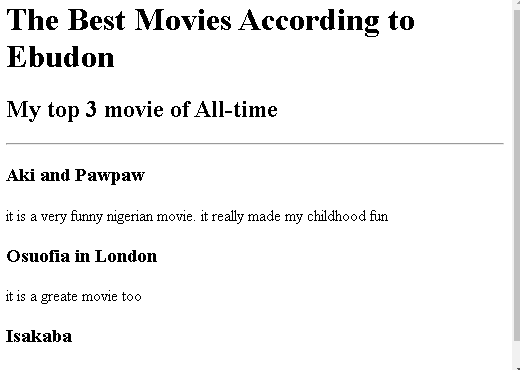 The Best Movies According to
Ebudon
My top 3 movie of All-time
Aki and Pawpaw
it is a very funny nigerian movie. it really made my childhood fun
Osuofia in London
it is a greate movie too
Isakaba